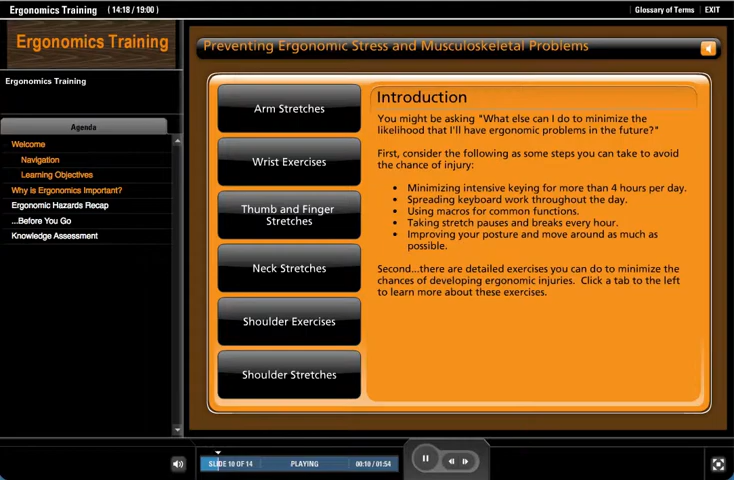 Ergonomics Training ( 14:18 / 19:00 )
Glossary of Terms | EXIT
Ergonomics Training
Ergonomics Training
Agenda
Welcome
Navigation
Learning Objectives
Why is Ergonomics Important?
Ergonomic Hazards Recap
...Before You Go
Knowledge Assessment
Preventing Ergonomic Stress and Musculoskeletal Problems
Arm Stretches
Wrist Exercises
Thumb and Finger
Stretches
Neck Stretches
Shoulder Exercises
Shoulder Stretches
Introduction
You might be asking "What else can I do to minimize the
likelihood that I'll have ergonomic problems in the future?"
First, consider the following as some steps you can take to avoid
the chance of injury:
• Minimizing intensive keying for more than 4 hours per day.
• Spreading keyboard work throughout the day.
• Using macros for common functions.
• Taking stretch pauses and breaks every hour.
• Improving your posture and move around as much as
possible.
Second...there are detailed exercises you can do to minimize the
chances of developing ergonomic injuries. Click a tab to the left
to learn more about these exercises.
SLIDE 10 OF 14 PLAYING 00:10 / 01:54